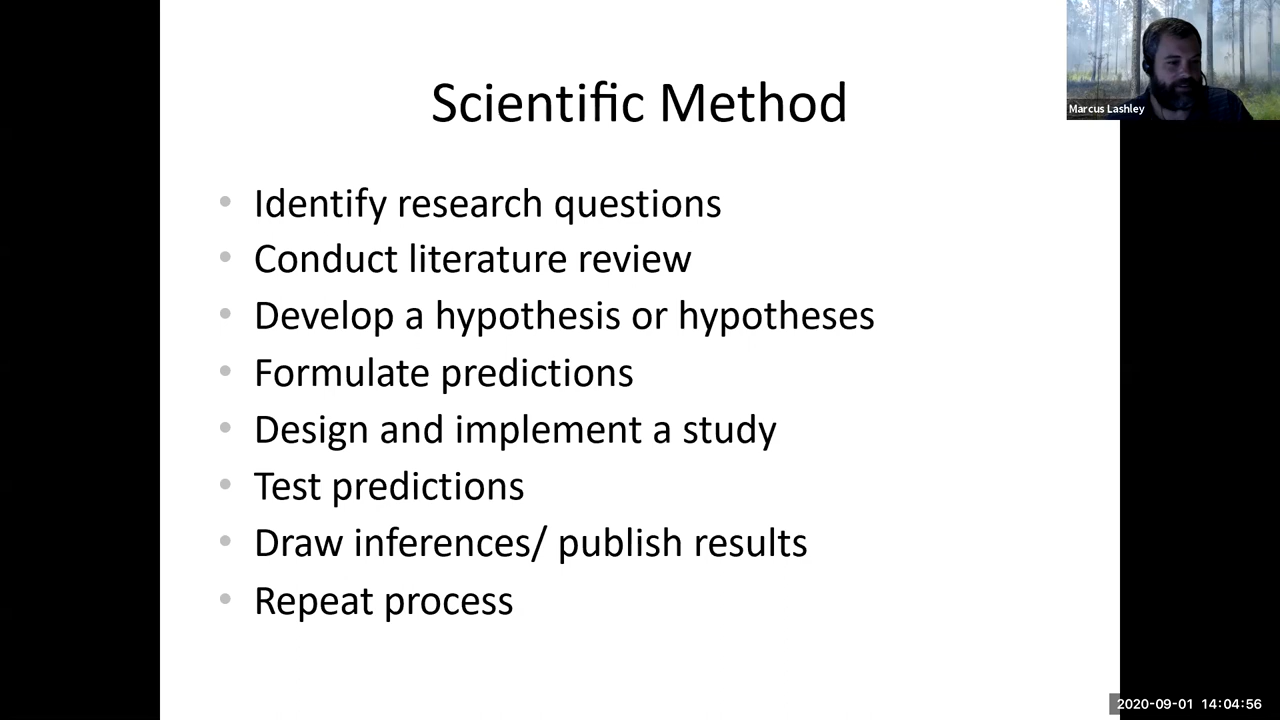 Scientific Method
Marcus Lashley
• Identify research questions
• Conduct literature review
• Develop a hypothesis or hypotheses
• Formulate predictions
• Design and implement a study
• Test predictions
• Draw inferences/ publish results
• Repeat process
2020-09-01 14:04:56